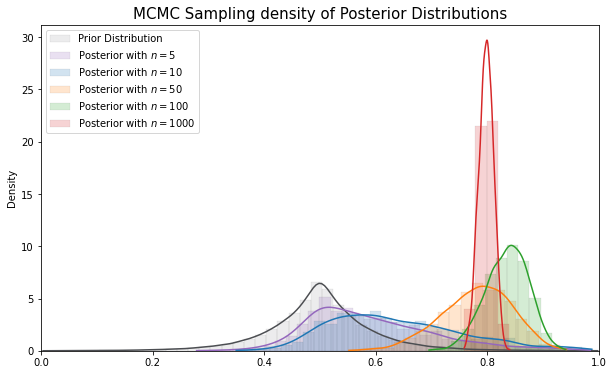 MCMC Sampling density of Posterior Distributions
Prior Distribution
Posterior with n = 5
Posterior with n = 10
Posterior with n = 50
Posterior with n = 100
Posterior with n = 1000
Density
30
25
20
15
10
5
0
0.0 0.2 0.4 0.6 0.8 1.0